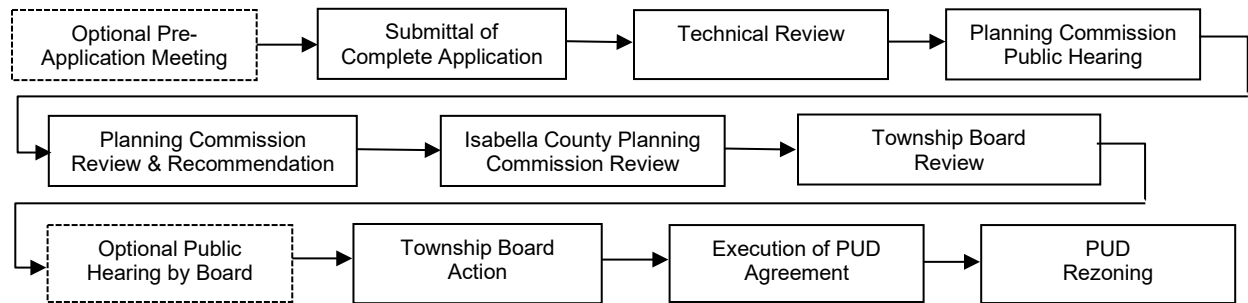 Optional Pre-
Application Meeting
Submittal of
Complete Application
Technical Review
Planning Commission
Public Hearing
Planning Commission
Review & Recommendation
Isabella County Planning
Commission Review
Township Board
Review
Optional Public
Hearing by Board
Township Board
Action
Execution of PUD
Agreement
PUD
Rezoning